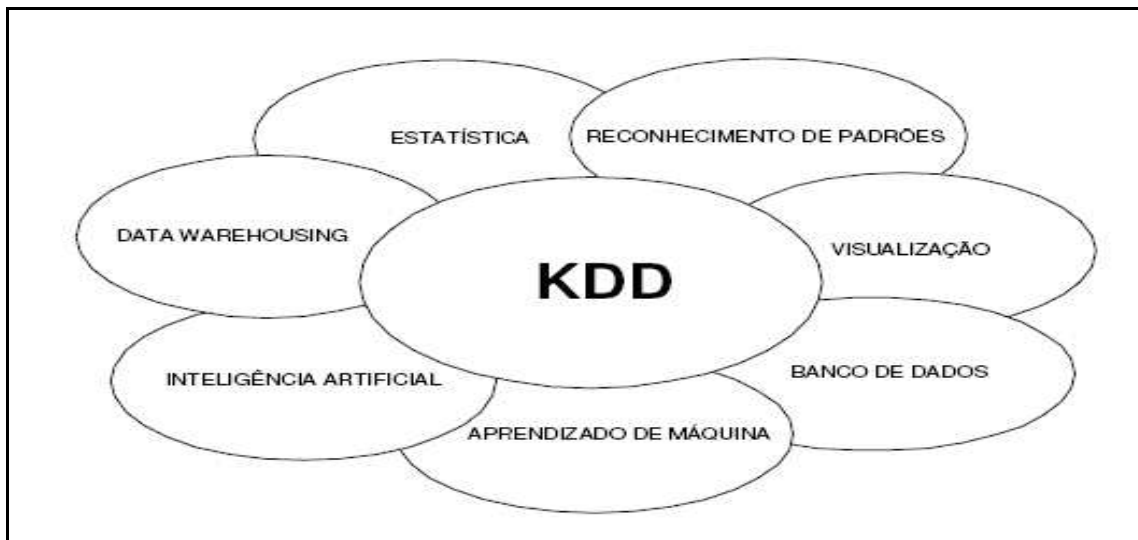 ESTATÍSTICA
RECONHECIMENTO DE PADRÕES
DATA WAREHOUSING
VISUALIZAÇÃO
KDD
INTELIGÊNCIA ARTIFICIAL
BANCO DE DADOS
APRENDIZADO DE MÁQUINA